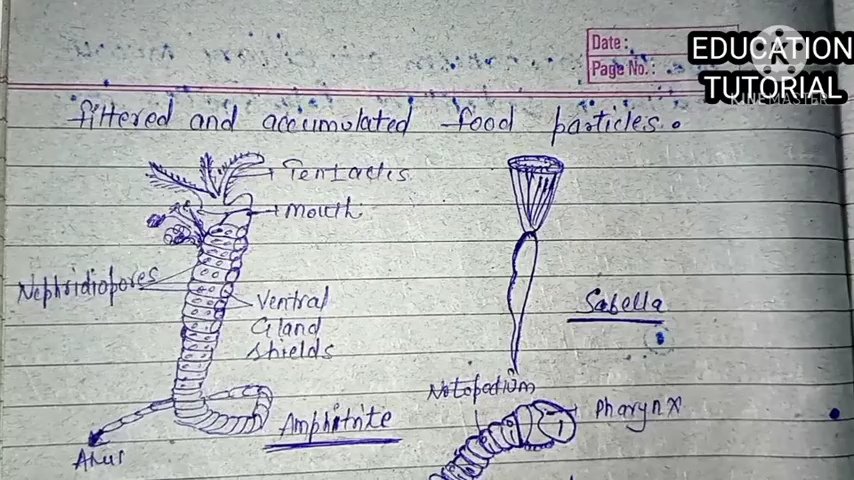 Date:
Page No.:
EDUCATION
TUTORIAL
KINEMASTER
filtered and accumulated food particles.
Tentacles
Mouth
Nephridiopores
Ventral
Gland
Shields
Sabella
Notopodium
Pharynx
Amphitrite
Anus